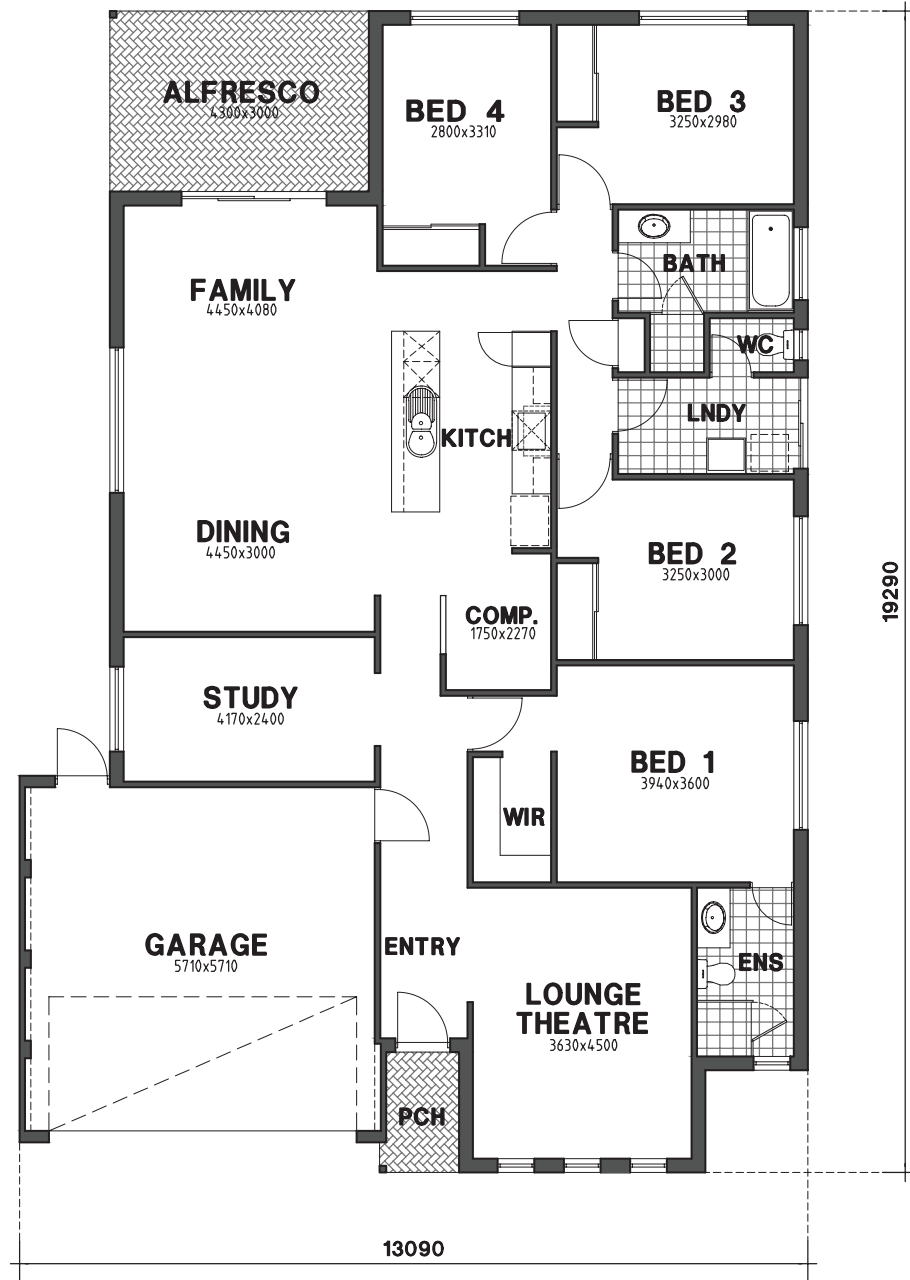 ALFRESCO
4300x3000
BED 4
2800x3310
BED 3
3250x2980
BATH
FAMILY
4450x4080
WC
LNDY
KITCH
DINING
4450x3000
BED 2
3250x3000
19290
COMP.
1750x2270
STUDY
4170x2400
BED 1
3940x3600
WIR
GARAGE
5710x5710
ENTRY
ENS
LOUNGE
THEATRE
3630x4500
PCH
13090